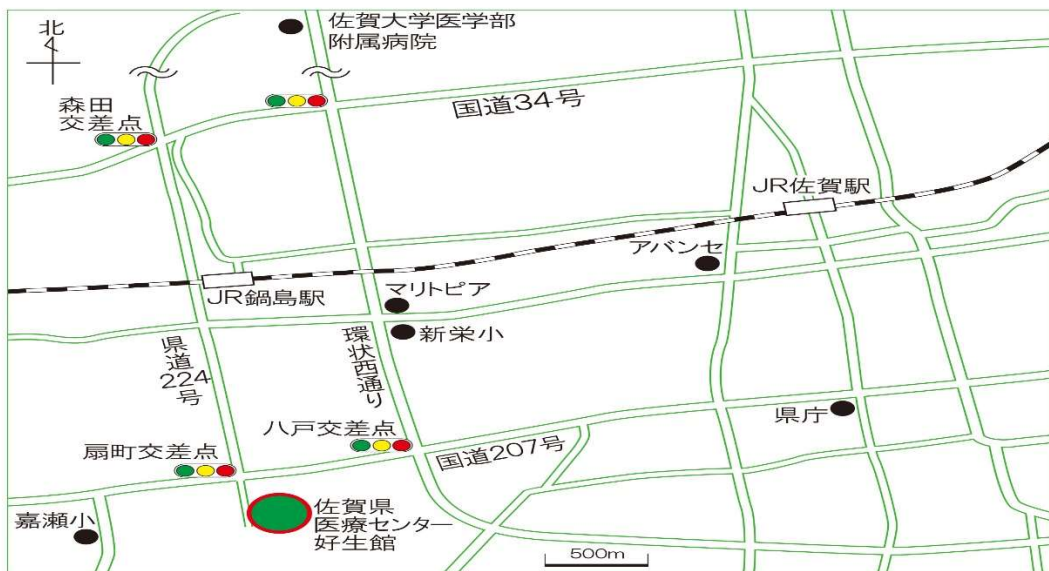 北
佐賀大学医学部
附属病院
森田
交差点
国道34号
JR佐賀駅
アバンセ
JR鍋島駅
マリトピア
新栄小
県道224号
環状西通り
県庁
八戸交差点
国道207号
扇町交差点
佐賀県
医療センター
好生館
嘉瀬小
500m